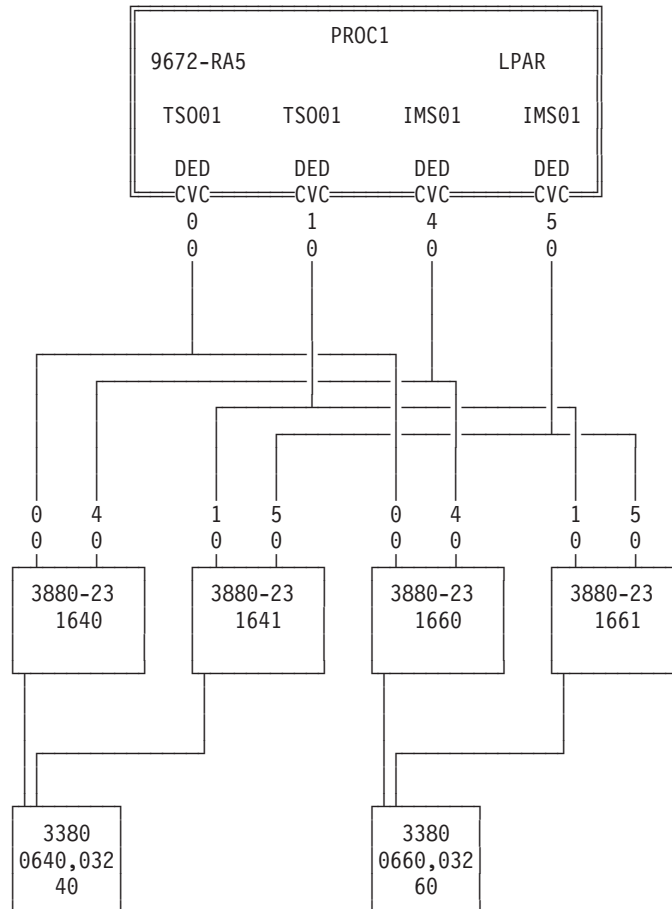 PROC1
9672-RA5 LPAR
TSO01 TSO01 IMS01 IMS01
DED DED DED DED
CVC CVC CVC CVC
0 1 4 5
0 0 0 0
0 4 1 5 0 4 1 5
0 0 0 0 0 0 0 0
3880-23 3880-23 3880-23 3880-23
1640 1641 1660 1661
3380 3380
0640,032 0660,032
40 60